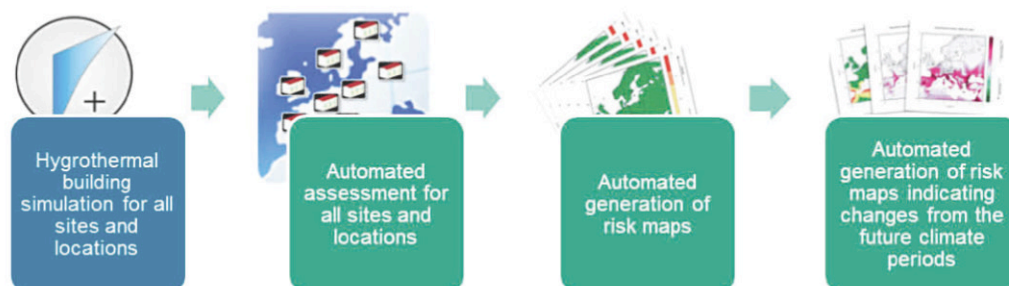 Hygrothermal
building
simulation for all
sites and
locations
Automated
assessment for
all sites and
locations
Automated
generation of
risk maps
Automated
generation of risk
maps indicating
changes from the
future climate
periods